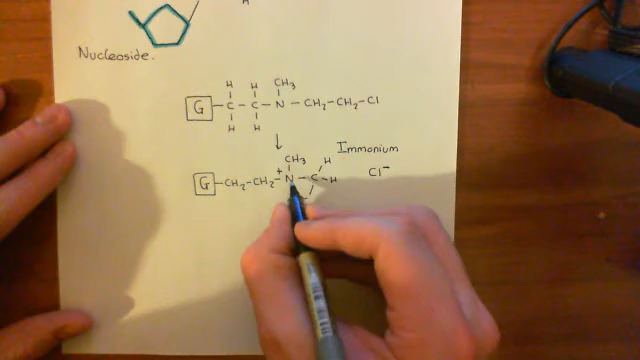 Nucleoside.
H H CH₃
G-C-C-N-CH₂-CH₂-Cl
H H
CH₃ H Immonium
G-CH₂-CH₂-N⁺-C-H Cl⁻